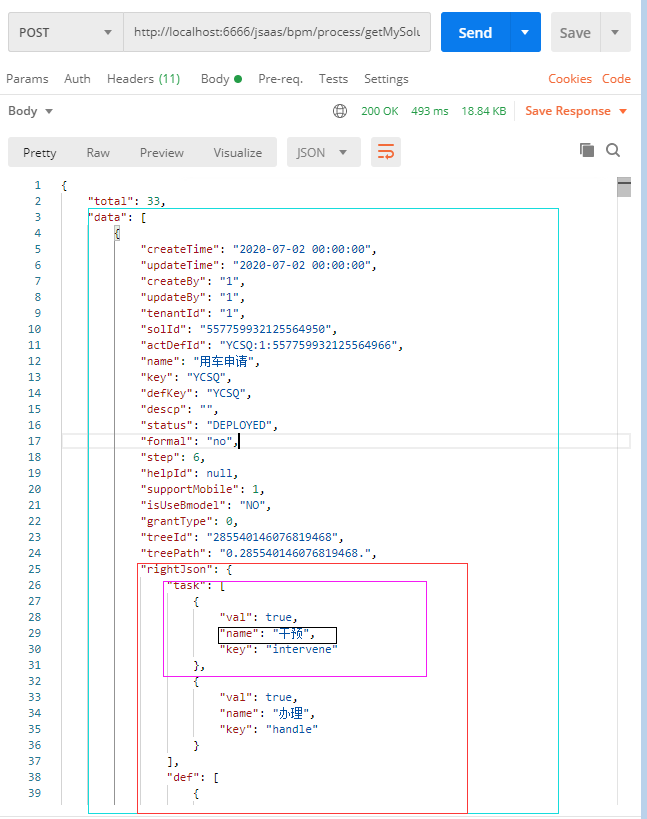 POST http://localhost:6666/jsaas/bpm/process/getMySolu Send Save
Params Auth Headers (11) Body Pre-req. Tests Settings Cookies Code
Body 200 OK 493 ms 18.84 KB Save Response
Pretty Raw Preview Visualize JSON
1 {
2 "total": 33,
3 "data": [
4 {
5 "createTime": "2020-07-02 00:00:00",
6 "updateTime": "2020-07-02 00:00:00",
7 "createBy": "1",
8 "updateBy": "1",
9 "tenantId": "1",
10 "solId": "557759932125564950",
11 "actDefId": "YCSQ:1:557759932125564966",
12 "name": "用车申请",
13 "key": "YCSQ",
14 "defKey": "YCSQ",
15 "descp": "",
16 "status": "DEPLOYED",
17 "formal": "no",
18 "step": 6,
19 "helpId": null,
20 "supportMobile": 1,
21 "isUseBmodel": "NO",
22 "grantType": 0,
23 "treeId": "285540146076819468",
24 "treePath": "0.285540146076819468.",
25 "rightJson": {
26 "task": [
27 {
28 "val": true,
29 "name": "干预",
30 "key": "intervene"
31 },
32 {
33 "val": true,
34 "name": "办理",
35 "key": "handle"
36 }
37 ],
38 "def": [
39 {